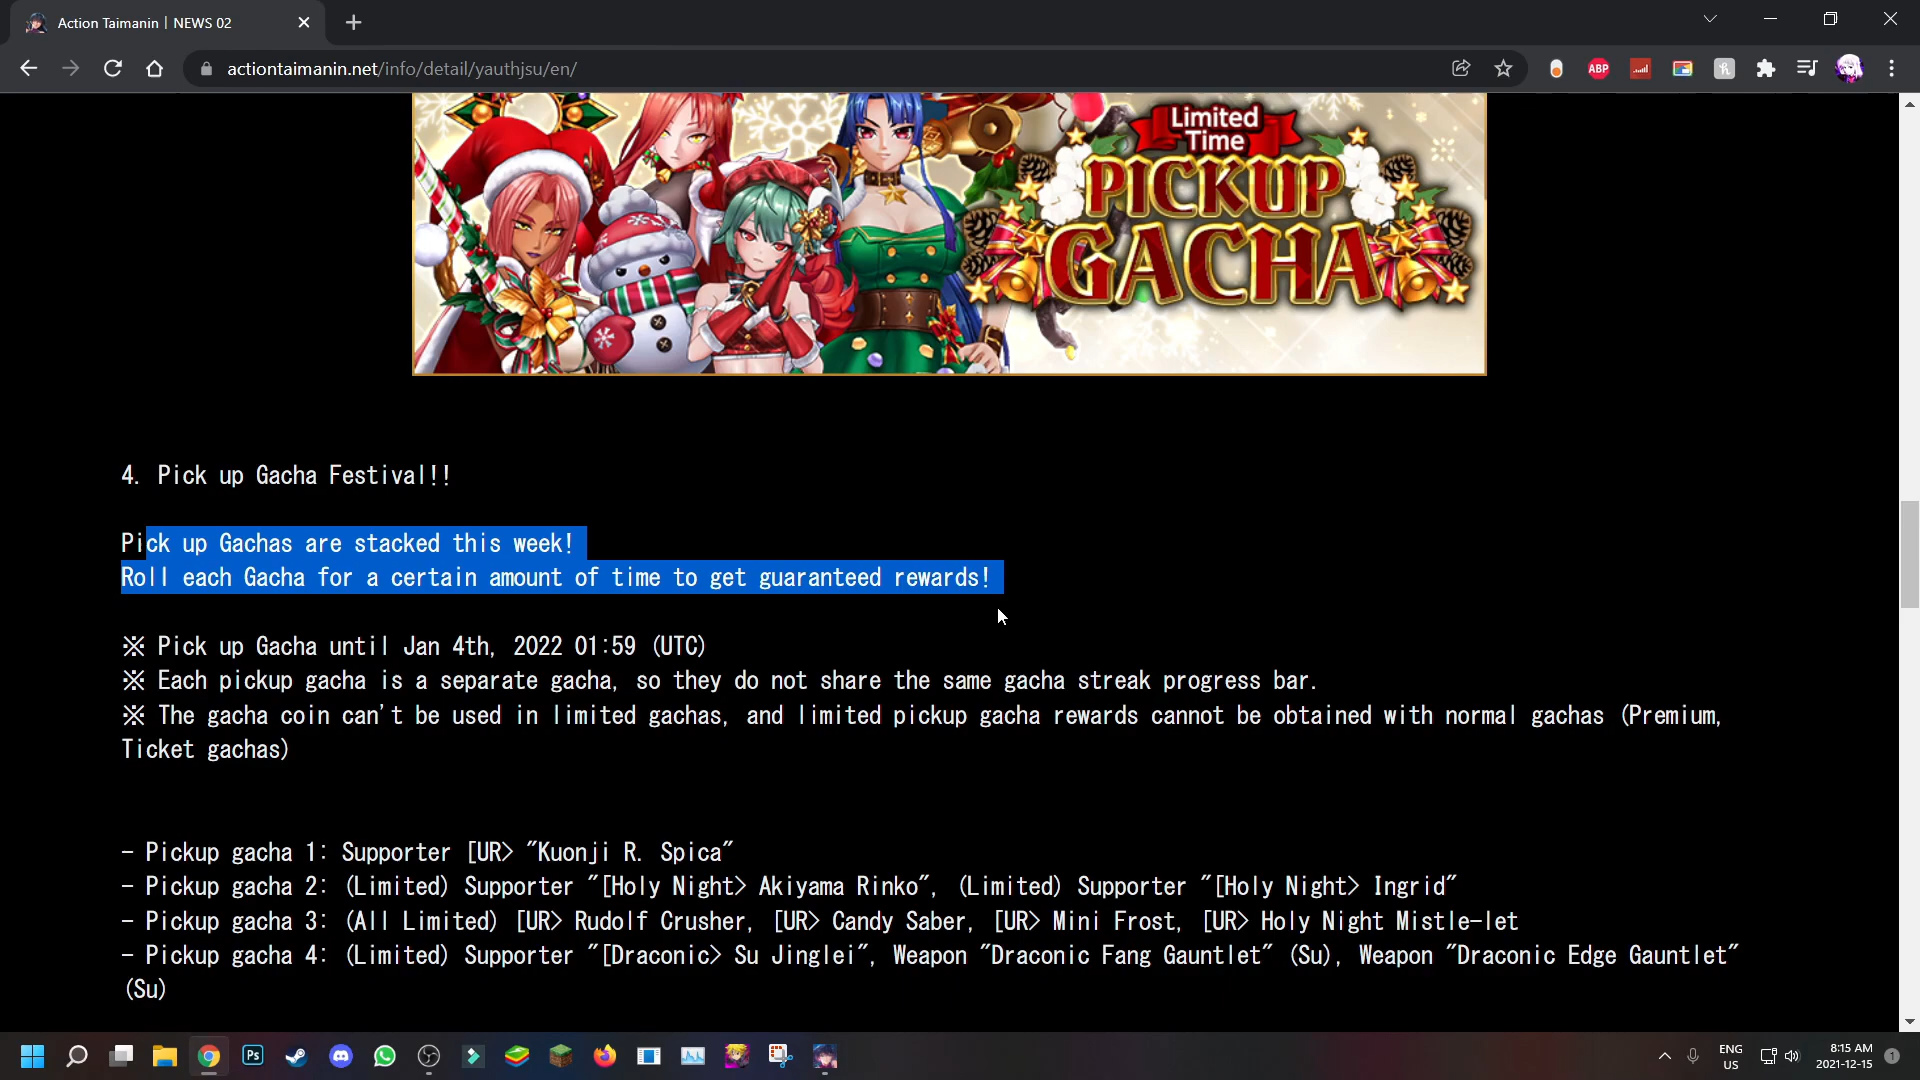 Action Taimanin | NEWS 02
actiontaimanin.net/info/detail/yauthjsu/en/
ABP
Limited
Time
PICKUP
GACHA
4. Pick up Gacha Festival!!
Pick up Gachas are stacked this week!
Roll each Gacha for a certain amount of time to get guaranteed rewards!
※ Pick up Gacha until Jan 4th, 2022 01:59 (UTC)
※ Each pickup gacha is a separate gacha, so they do not share the same gacha streak progress bar.
※ The gacha coin can't be used in limited gachas, and limited pickup gacha rewards cannot be obtained with normal gachas (Premium,
Ticket gachas)
- Pickup gacha 1: Supporter [UR> "Kuonji R. Spica"
- Pickup gacha 2: (Limited) Supporter "[Holy Night> Akiyama Rinko", (Limited) Supporter "[Holy Night> Ingrid"
- Pickup gacha 3: (All Limited) [UR> Rudolf Crusher, [UR> Candy Saber, [UR> Mini Frost, [UR> Holy Night Mistle-let
- Pickup gacha 4: (Limited) Supporter "[Draconic> Su Jinglei", Weapon "Draconic Fang Gauntlet" (Su), Weapon "Draconic Edge Gauntlet"
(Su)
Ps
ENG
US
8:15 AM
2021-12-15
1